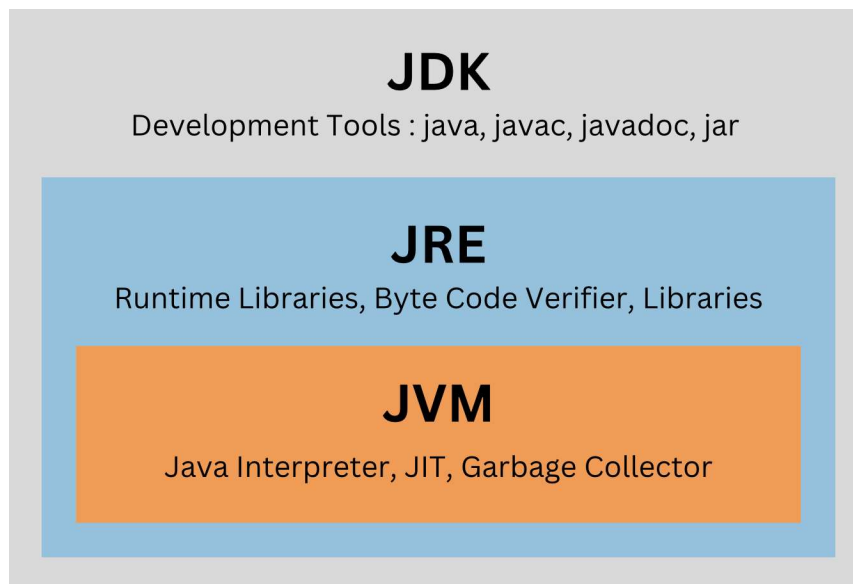 JDK
Development Tools : java, javac, javadoc, jar
JRE
Runtime Libraries, Byte Code Verifier, Libraries
JVM
Java Interpreter, JIT, Garbage Collector